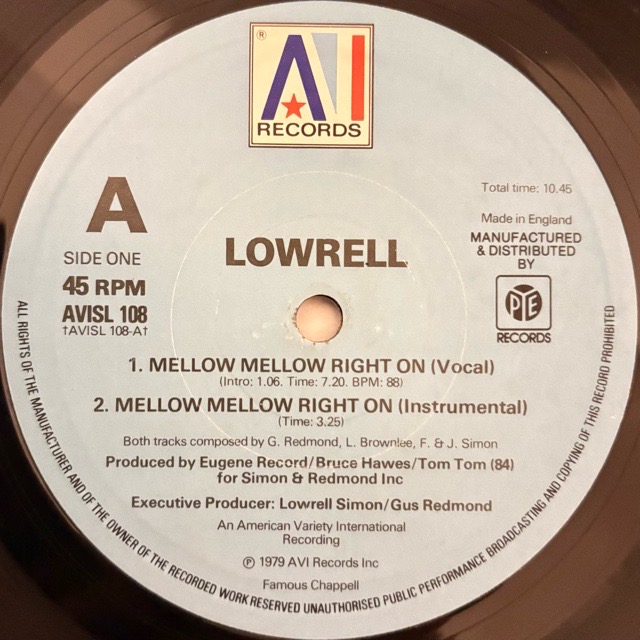 ®
AVI
RECORDS
A
SIDE ONE
45 RPM
AVISL 108
†AVISL 108-A†
LOWRELL
Total time: 10.45
Made in England
MANUFACTURED
& DISTRIBUTED
BY
PYE
RECORDS
1. MELLOW MELLOW RIGHT ON (Vocal)
(Intro: 1.06. Time: 7.20. BPM: 88)
2. MELLOW MELLOW RIGHT ON (Instrumental)
(Time: 3.25)
Both tracks composed by G. Redmond, L. Brownlee, F. & J. Simon
Produced by Eugene Record/Bruce Hawes/Tom Tom (84)
for Simon & Redmond Inc
Executive Producer: Lowrell Simon/Gus Redmond
An American Variety International
Recording
℗ 1979 AVI Records Inc
Famous Chappell
ALL RIGHTS OF THE MANUFACTURER AND OF THE OWNER OF THE RECORDED WORK RESERVED UNAUTHORISED PUBLIC PERFORMANCE BROADCASTING AND COPYING OF THIS RECORD PROHIBITED